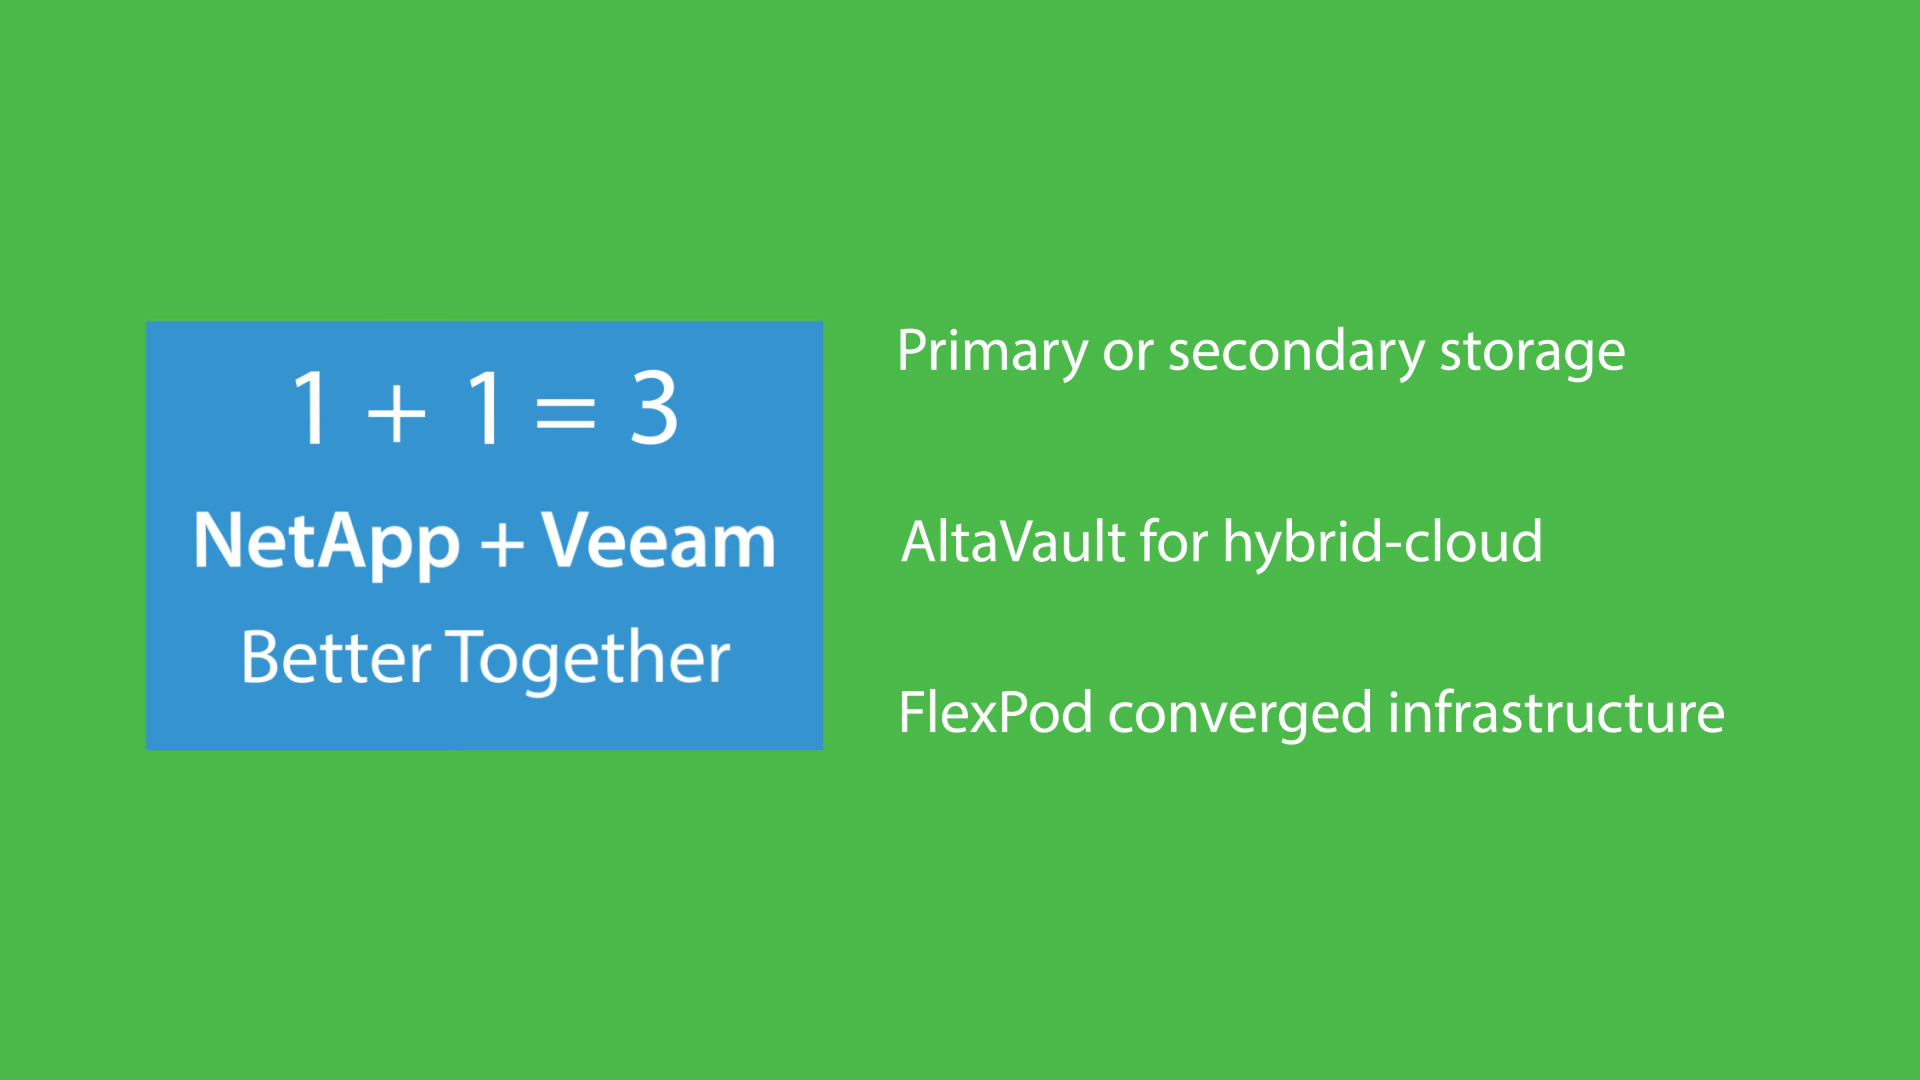 1 + 1 = 3
NetApp + Veeam
Better Together
Primary or secondary storage
AltaVault for hybrid-cloud
FlexPod converged infrastructure